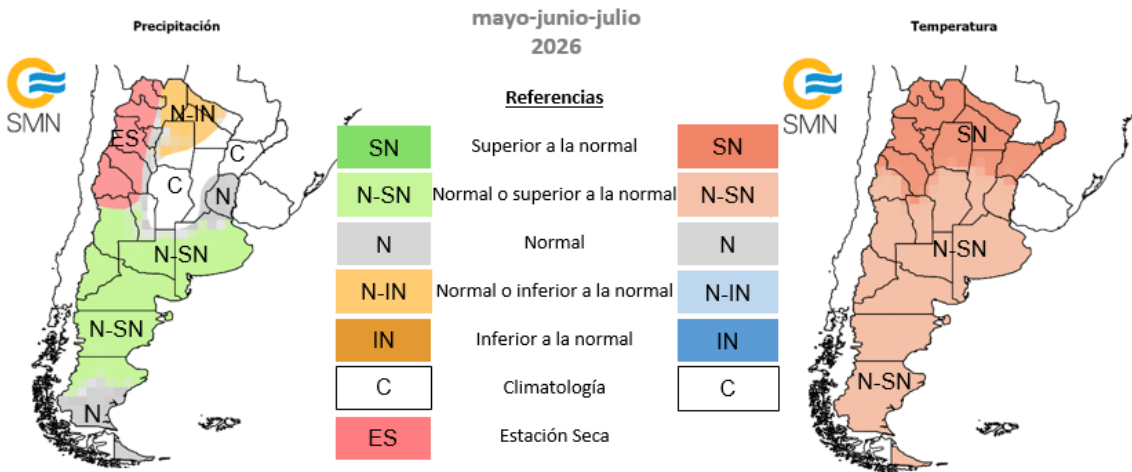 mayo-junio-julio
2026
Precipitación
SMN
ES
N-IN
C
C
N
N-SN
N-SN
N
Referencias
SN
Superior a la normal
SN
N-SN
Normal o superior a la normal
N-SN
N
Normal
N
N-IN
Normal o inferior a la normal
N-IN
IN
Inferior a la normal
IN
C
Climatología
C
ES
Estación Seca
Temperatura
SMN
SN
N-SN
N-SN